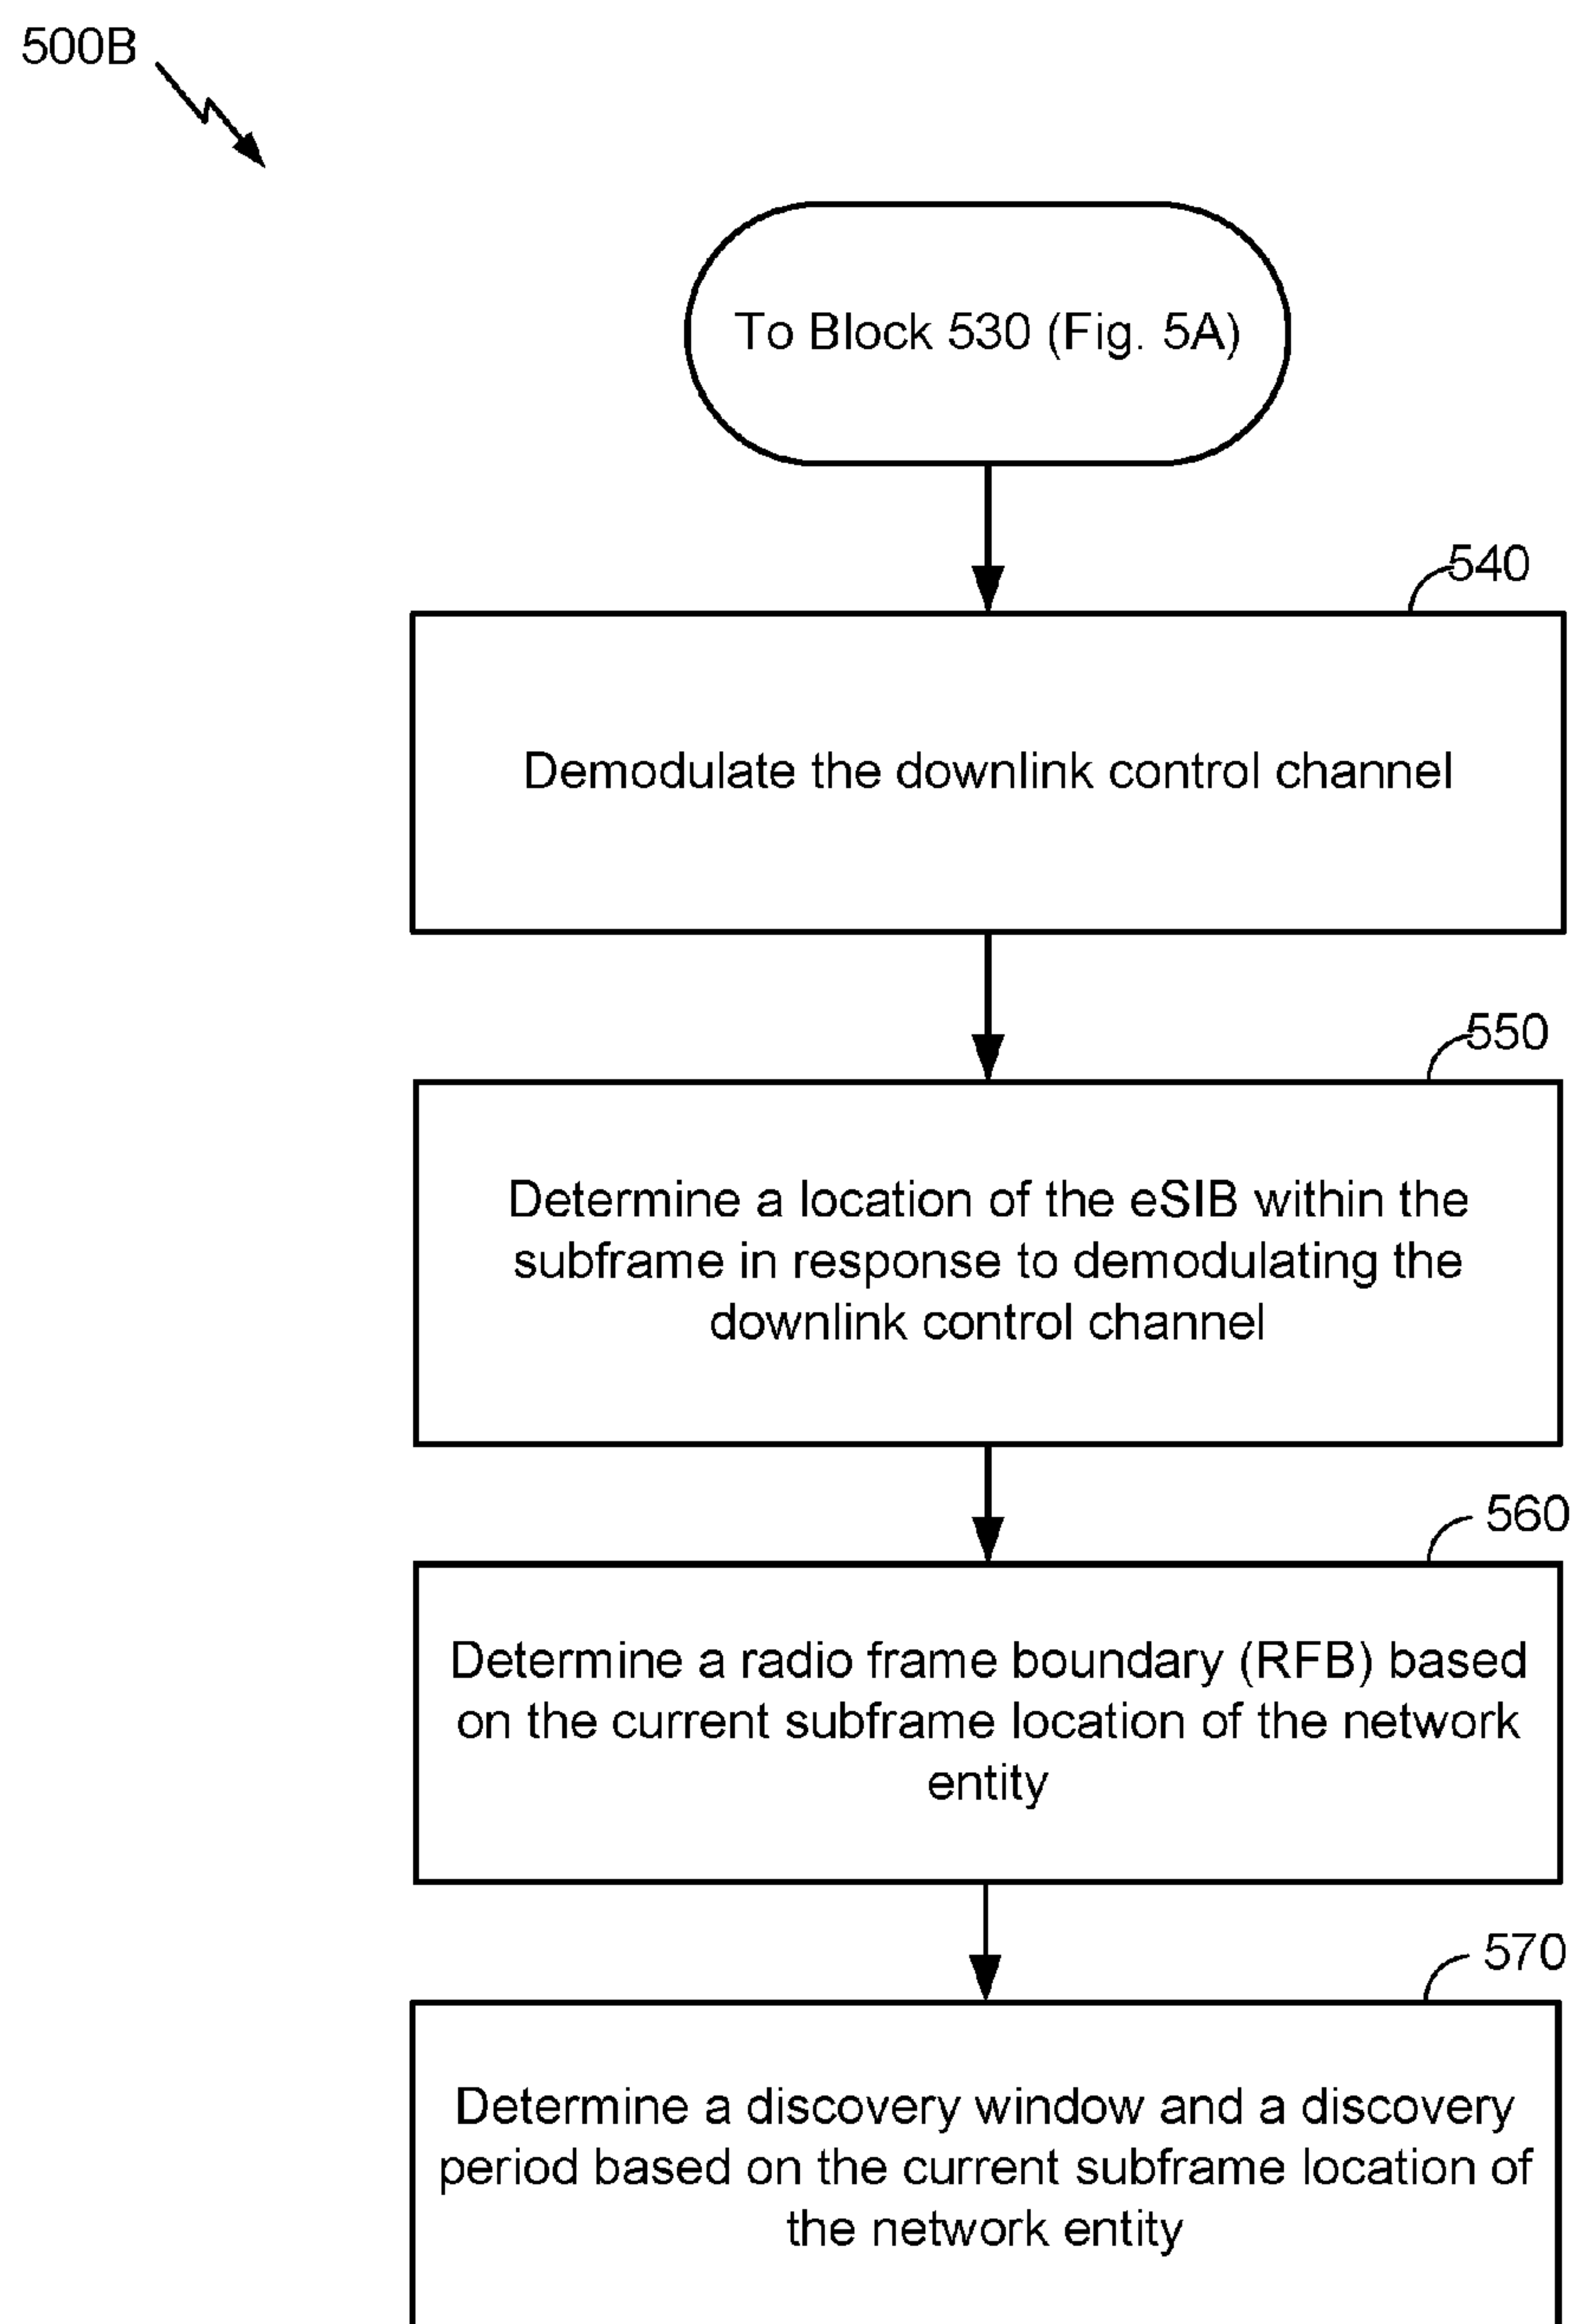 500B
To Block 530 (Fig. 5A)
540
Demodulate the downlink control channel
550
Determine a location of the eSIB within the
subframe in response to demodulating the
downlink control channel
560
Determine a radio frame boundary (RFB) based
on the current subframe location of the network
entity
570
Determine a discovery window and a discovery
period based on the current subframe location of
the network entity